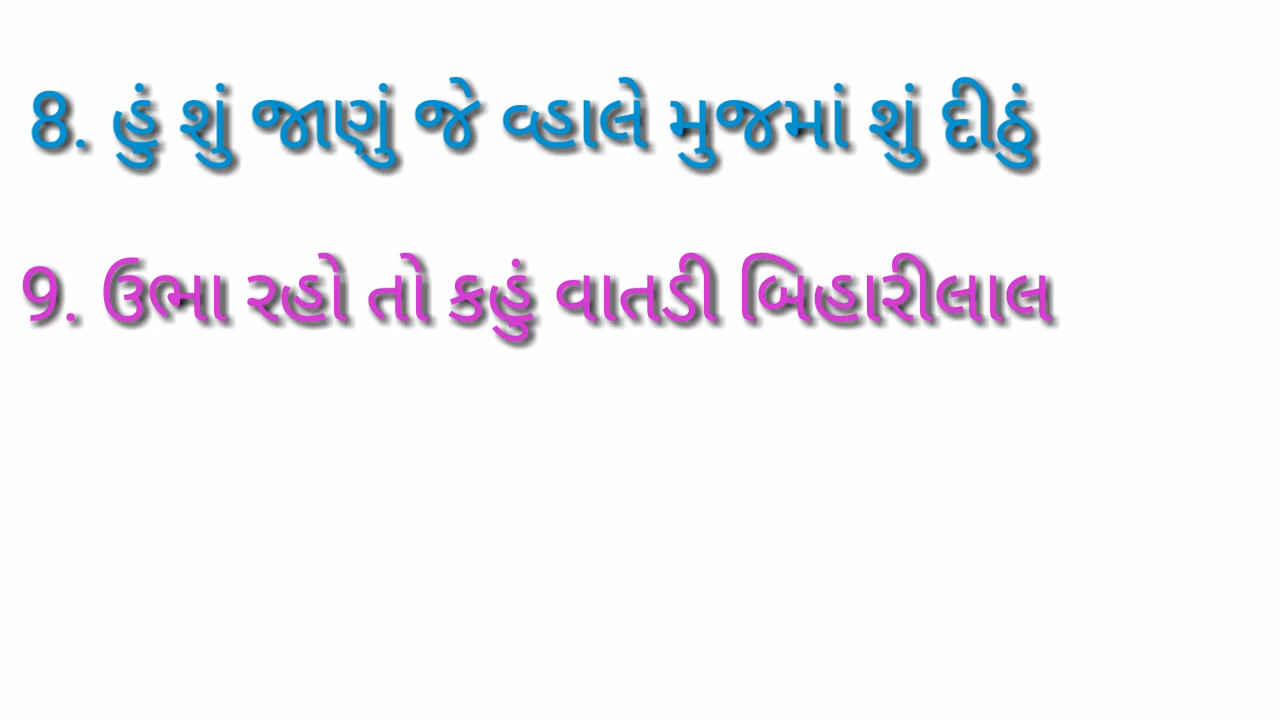 8. હું શું જાણું જે વ્હાલે મુજમાં શું દીઠું
9. ઉભા રહો તો કહું વાતડી બિહારીલાલ